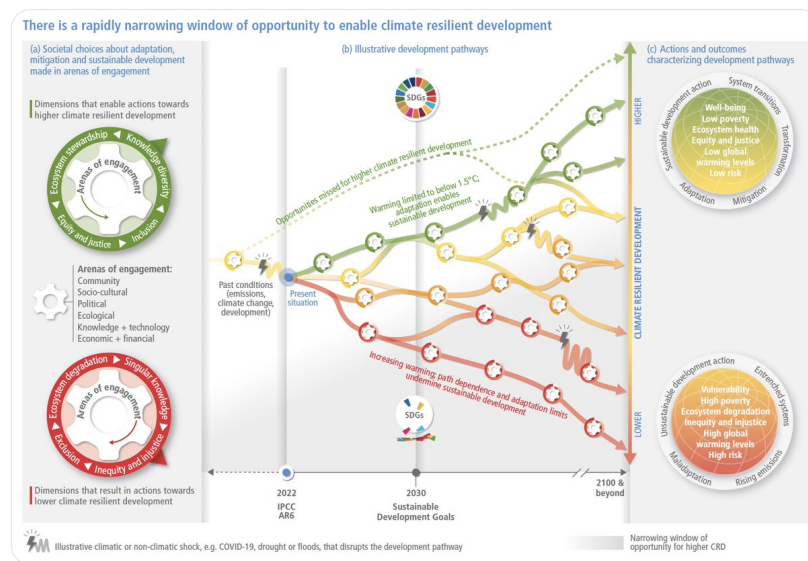 There is a rapidly narrowing window of opportunity to enable climate resilient development
(a) Societal choices about adaptation,
mitigation and sustainable development
made in arenas of engagement
Dimensions that enable actions towards
higher climate resilient development
Ecosystem stewardship
Knowledge diversity
Equity and justice
Inclusion
Arenas of engagement
Arenas of engagement:
Community
Socio-cultural
Political
Ecological
Knowledge + technology
Economic + financial
Ecosystem degradation
Singular knowledge
Exclusion
Inequity and injustice
Arenas of engagement
Dimensions that result in actions towards
lower climate resilient development
(b) Illustrative development pathways
SDGs
Opportunities missed for higher climate resilient development
Warming limited to below 1.5°C;
adaptation enables
sustainable development
Past conditions
(emissions,
climate change,
development)
Present
situation
Increasing warming; path dependence and adaptation limits
undermine sustainable development
SDGs
2022
IPCC
AR6
2030
Sustainable
Development Goals
2100 &
beyond
HIGHER
CLIMATE RESILIENT DEVELOPMENT
LOWER
(c) Actions and outcomes
characterizing development pathways
Sustainable development action
System transitions
Transformation
Mitigation
Adaptation
Well-being
Low poverty
Ecosystem health
Equity and justice
Low global
warming levels
Low risk
Unsustainable development action
Entrenched systems
Rising emissions
Maladaptation
Vulnerability
High poverty
Ecosystem degradation
Inequity and injustice
High global
warming levels
High risk
Illustrative climatic or non-climatic shock, e.g. COVID-19, drought or floods, that disrupts the development pathway
Narrowing window of
opportunity for higher CRD